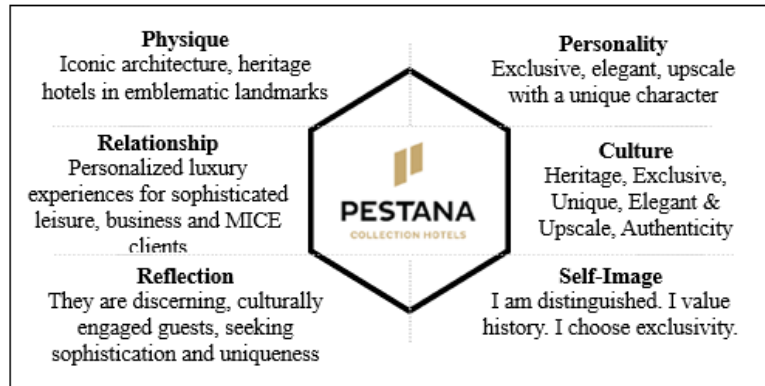 Physique
Iconic architecture, heritage
hotels in emblematic landmarks
Personality
Exclusive, elegant, upscale
with a unique character
Relationship
Personalized luxury
experiences for sophisticated
leisure, business and MICE
clients
PESTANA
COLLECTION HOTELS
Culture
Heritage, Exclusive,
Unique, Elegant &
Upscale, Authenticity
Reflection
They are discerning, culturally
engaged guests, seeking
sophistication and uniqueness
Self-Image
I am distinguished. I value
history. I choose exclusivity.